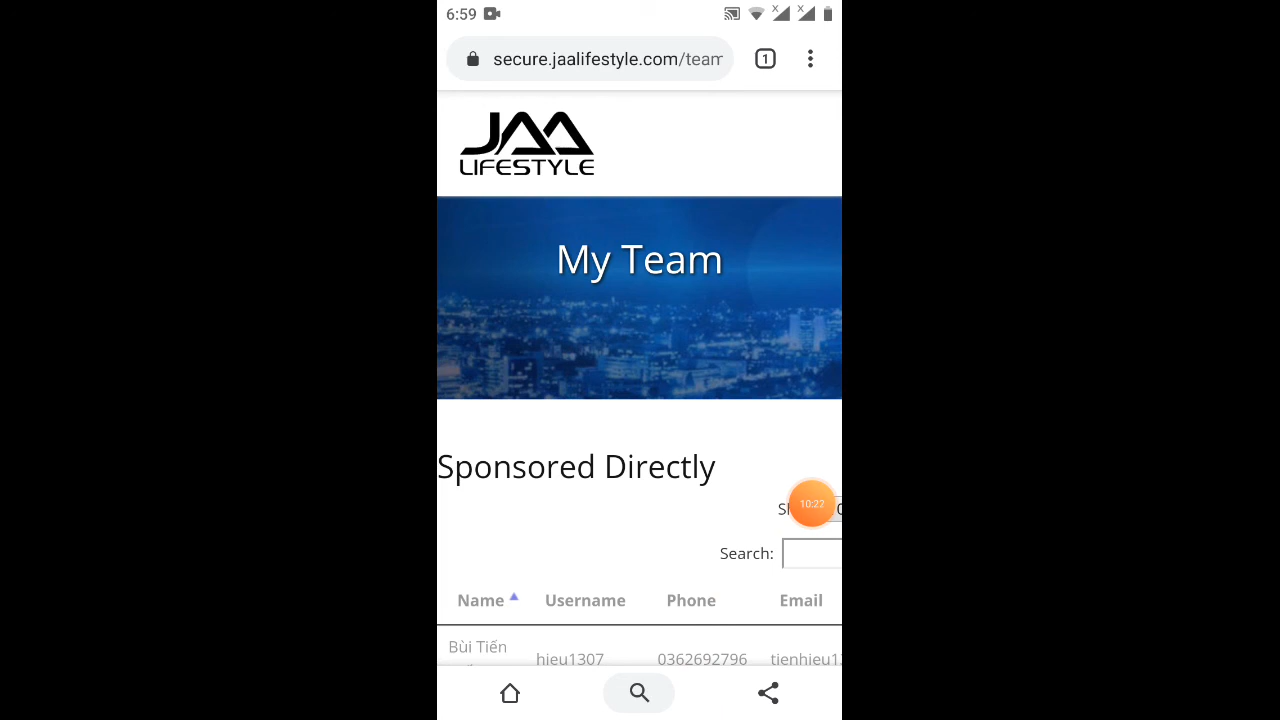 6:59
secure.jaalifestyle.com/team
1
JAA
LIFESTYLE
My Team
Sponsored Directly
10:22
Search:
Name Username Phone Email
Bùi Tiến
hieu1307 0362692796 tienhieu13